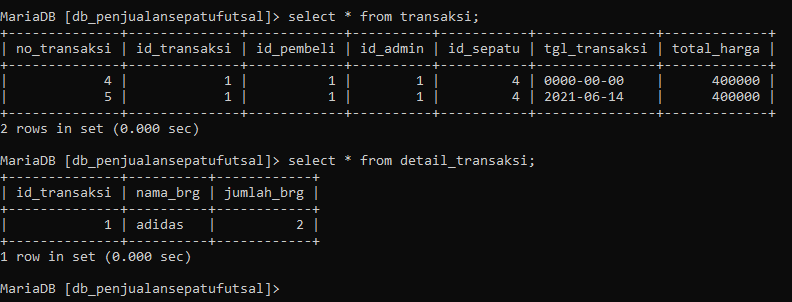 MariaDB [db_penjualansepatufutsal]> select * from transaksi;
+--------------+--------------+------------+----------+-----------+---------------+-------------+
| no_transaksi | id_transaksi | id_pembeli | id_admin | id_sepatu | tgl_transaksi | total_harga |
+--------------+--------------+------------+----------+-----------+---------------+-------------+
|            4 |            1 |          1 |        1 |         4 | 0000-00-00    |      400000 |
|            5 |            1 |          1 |        1 |         4 | 2021-06-14    |      400000 |
+--------------+--------------+------------+----------+-----------+---------------+-------------+
2 rows in set (0.000 sec)

MariaDB [db_penjualansepatufutsal]> select * from detail_transaksi;
+--------------+----------+------------+
| id_transaksi | nama_brg | jumlah_brg |
+--------------+----------+------------+
|            1 | adidas   |          2 |
+--------------+----------+------------+
1 row in set (0.000 sec)

MariaDB [db_penjualansepatufutsal]>